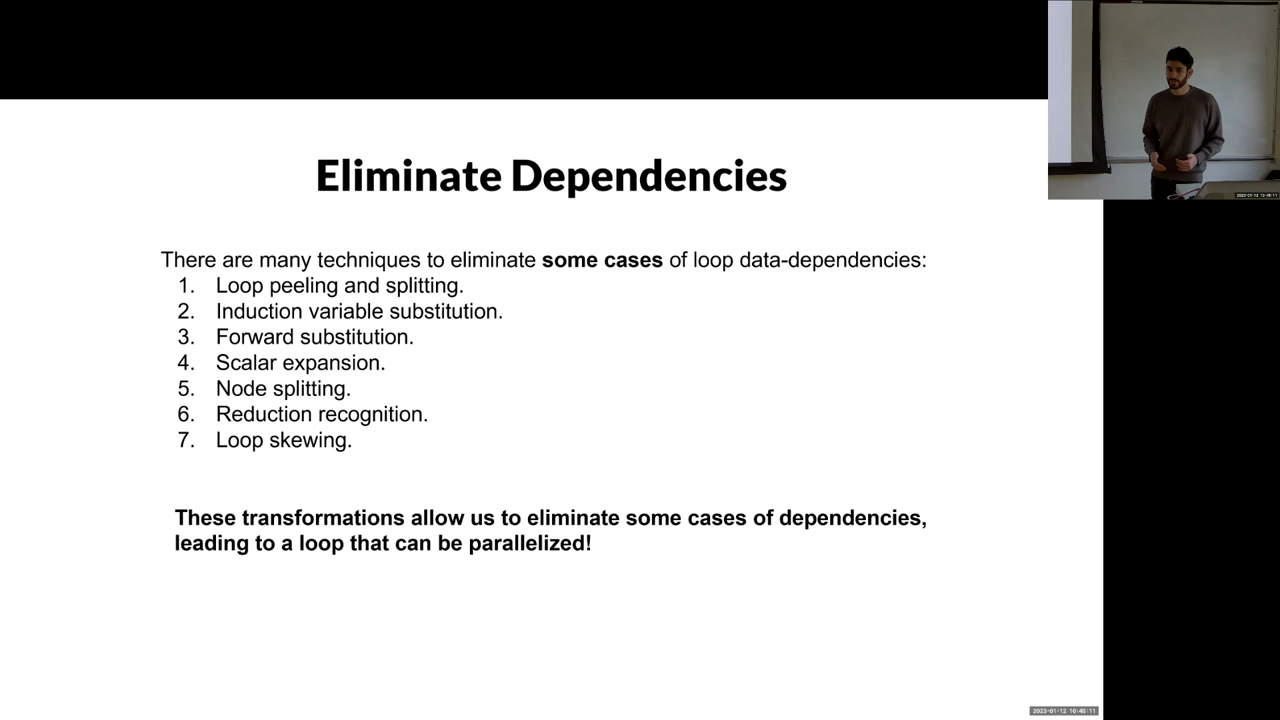 Eliminate Dependencies
There are many techniques to eliminate some cases of loop data-dependencies:
1. Loop peeling and splitting.
2. Induction variable substitution.
3. Forward substitution.
4. Scalar expansion.
5. Node splitting.
6. Reduction recognition.
7. Loop skewing.
These transformations allow us to eliminate some cases of dependencies,
leading to a loop that can be parallelized!